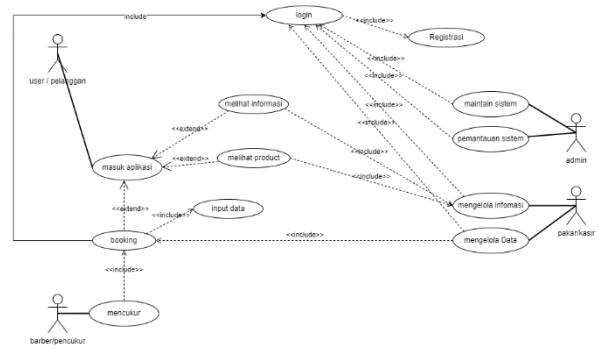 include
login
<<include>>
Registrasi
user / pelanggan
<<include>>
melihat informasi
<<include>>
maintain sistem
<<include>>
<<include>>
<<extend>>
pemantauan sistem
admin
melihat product
<<extend>>
<<include>>
masuk aplikasi
<<include>>
<<extend>>
<<include>>
input data
mengelola infomasi
pakar/kasir
booking
<<include>>
mengelola Data
<<include>>
mencukur
barber/pencukur